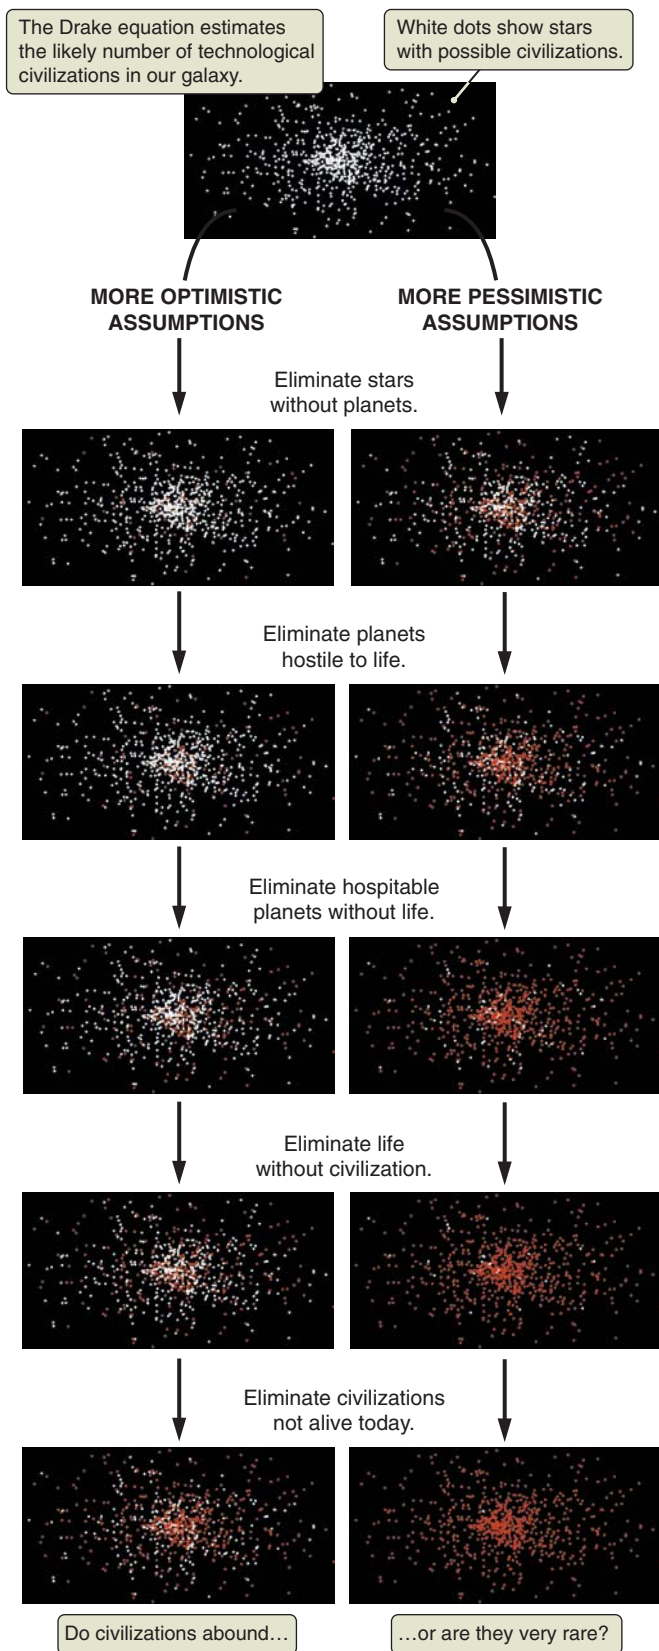 The Drake equation estimates
the likely number of technological
civilizations in our galaxy.
White dots show stars
with possible civilizations.
MORE OPTIMISTIC
ASSUMPTIONS
MORE PESSIMISTIC
ASSUMPTIONS
Eliminate stars
without planets.
Eliminate planets
hostile to life.
Eliminate hospitable
planets without life.
Eliminate life
without civilization.
Eliminate civilizations
not alive today.
Do civilizations abound…
…or are they very rare?